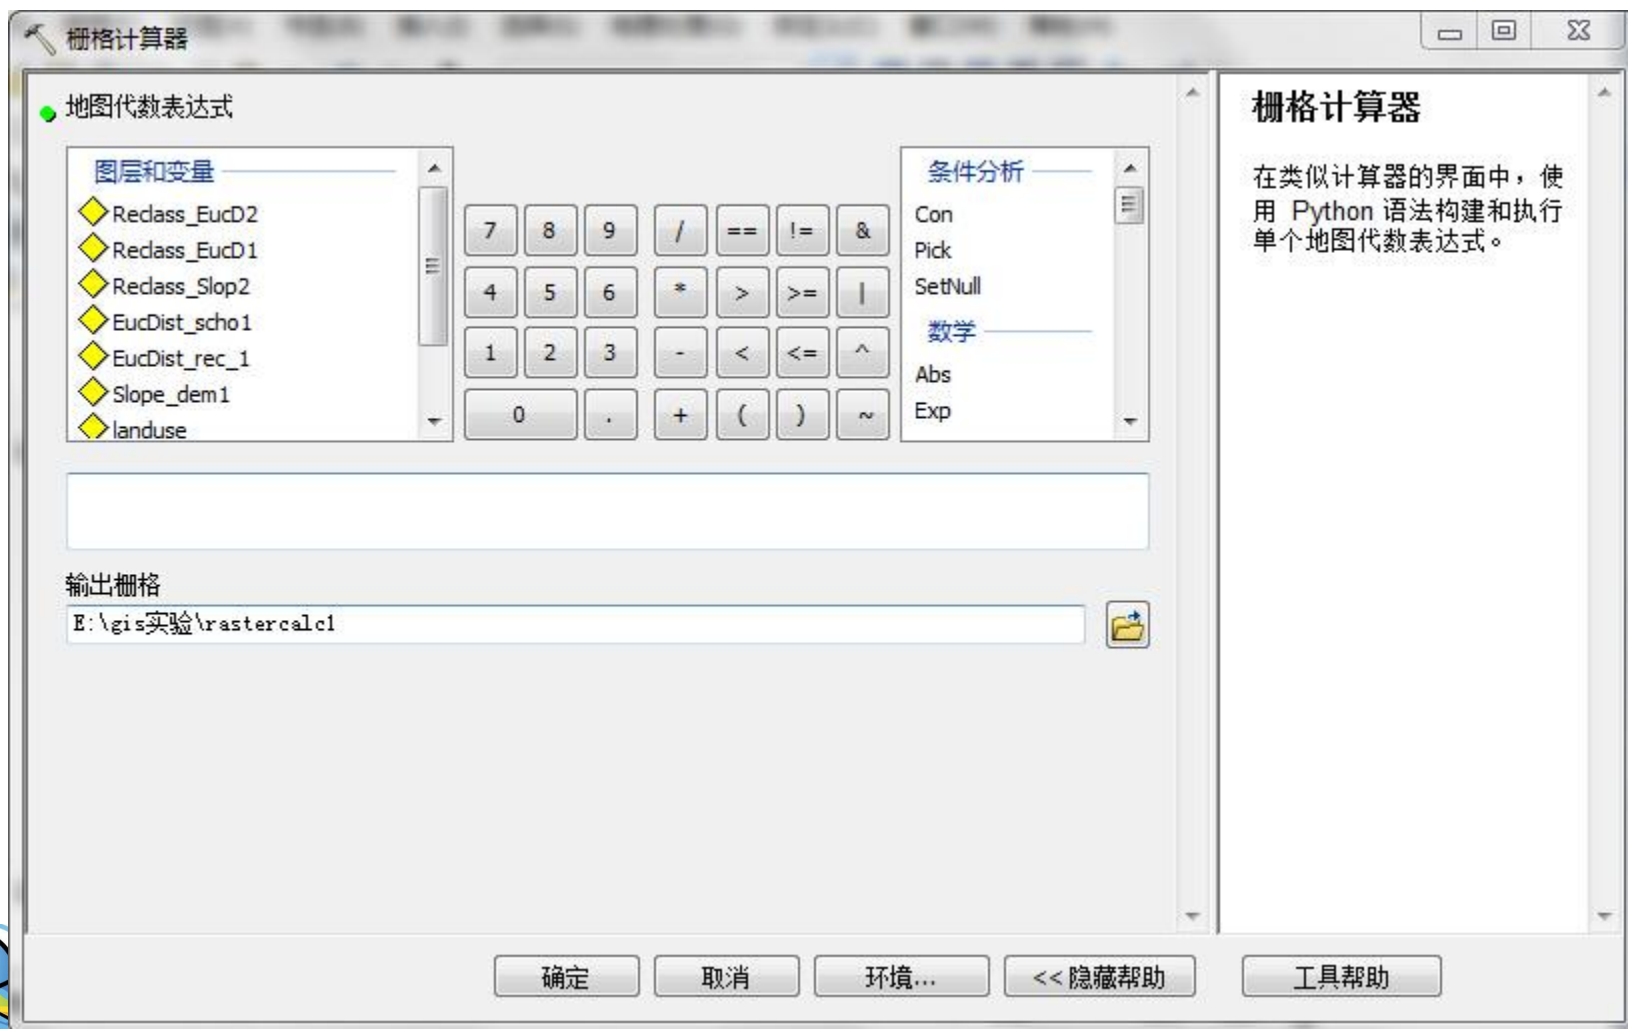 栅格计算器
地图代数表达式
图层和变量
Reclass_EucD2
Reclass_EucD1
Reclass_Slop2
EucDist_scho1
EucDist_rec_1
Slope_dem1
landuse
7 8 9 / == != &
4 5 6 * > >= |
1 2 3 - < <= ^
0 . + ( ) ~
条件分析
Con
Pick
SetNull
数学
Abs
Exp
输出栅格
E:\gis实验\rastercalc1
确定
取消
环境...
<< 隐藏帮助
工具帮助
栅格计算器
在类似计算器的界面中，使
用 Python 语法构建和执行
单个地图代数表达式。